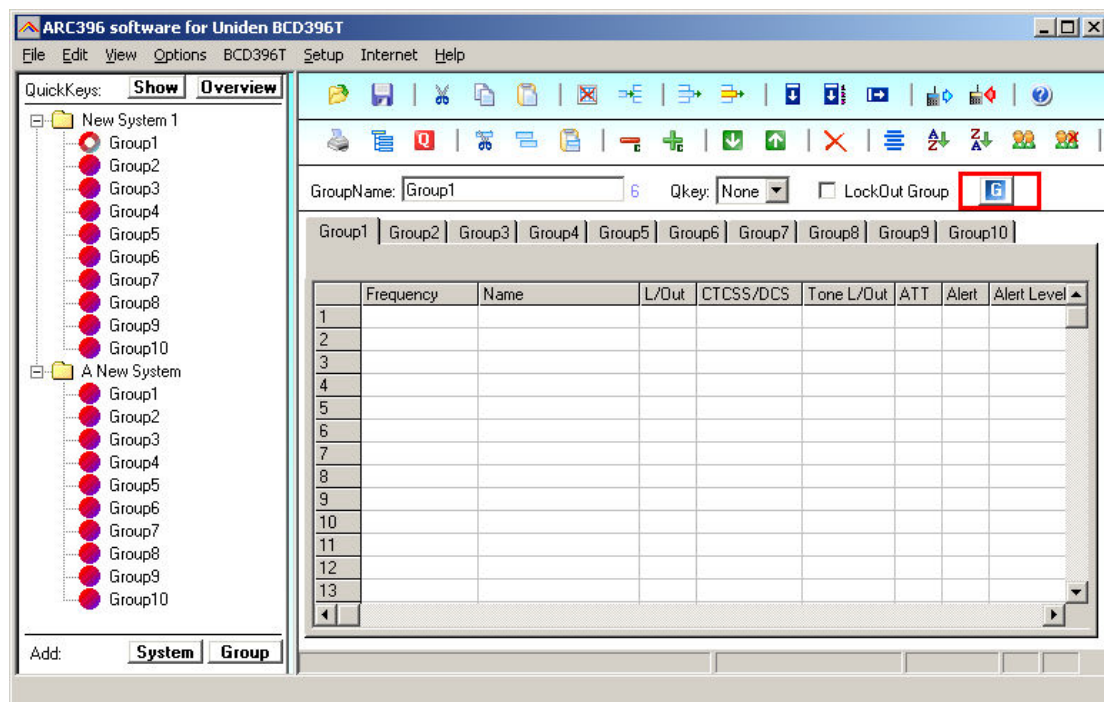 ARC396 software for Uniden BCD396T
File Edit View Options BCD396T Setup Internet Help
QuickKeys: Show Overview
New System 1
Group1
Group2
Group3
Group4
Group5
Group6
Group7
Group8
Group9
Group10
A New System
Group1
Group2
Group3
Group4
Group5
Group6
Group7
Group8
Group9
Group10
Add: System Group
Q c c A Z Z A
GroupName: Group1 6 Qkey: None LockOut Group G
Group1 Group2 Group3 Group4 Group5 Group6 Group7 Group8 Group9 Group10
Frequency Name L/Out CTCSS/DCS Tone L/Out ATT Alert Alert Level
1
2
3
4
5
6
7
8
9
10
11
12
13